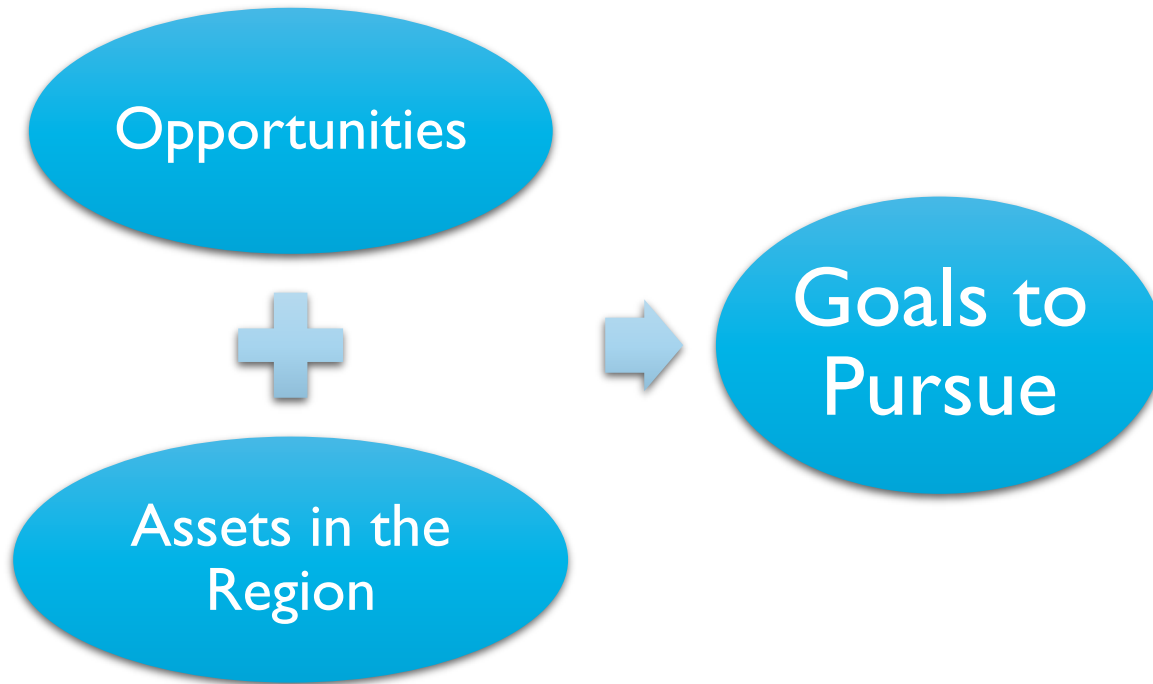 Opportunities
Assets in the
Region
Goals to
Pursue